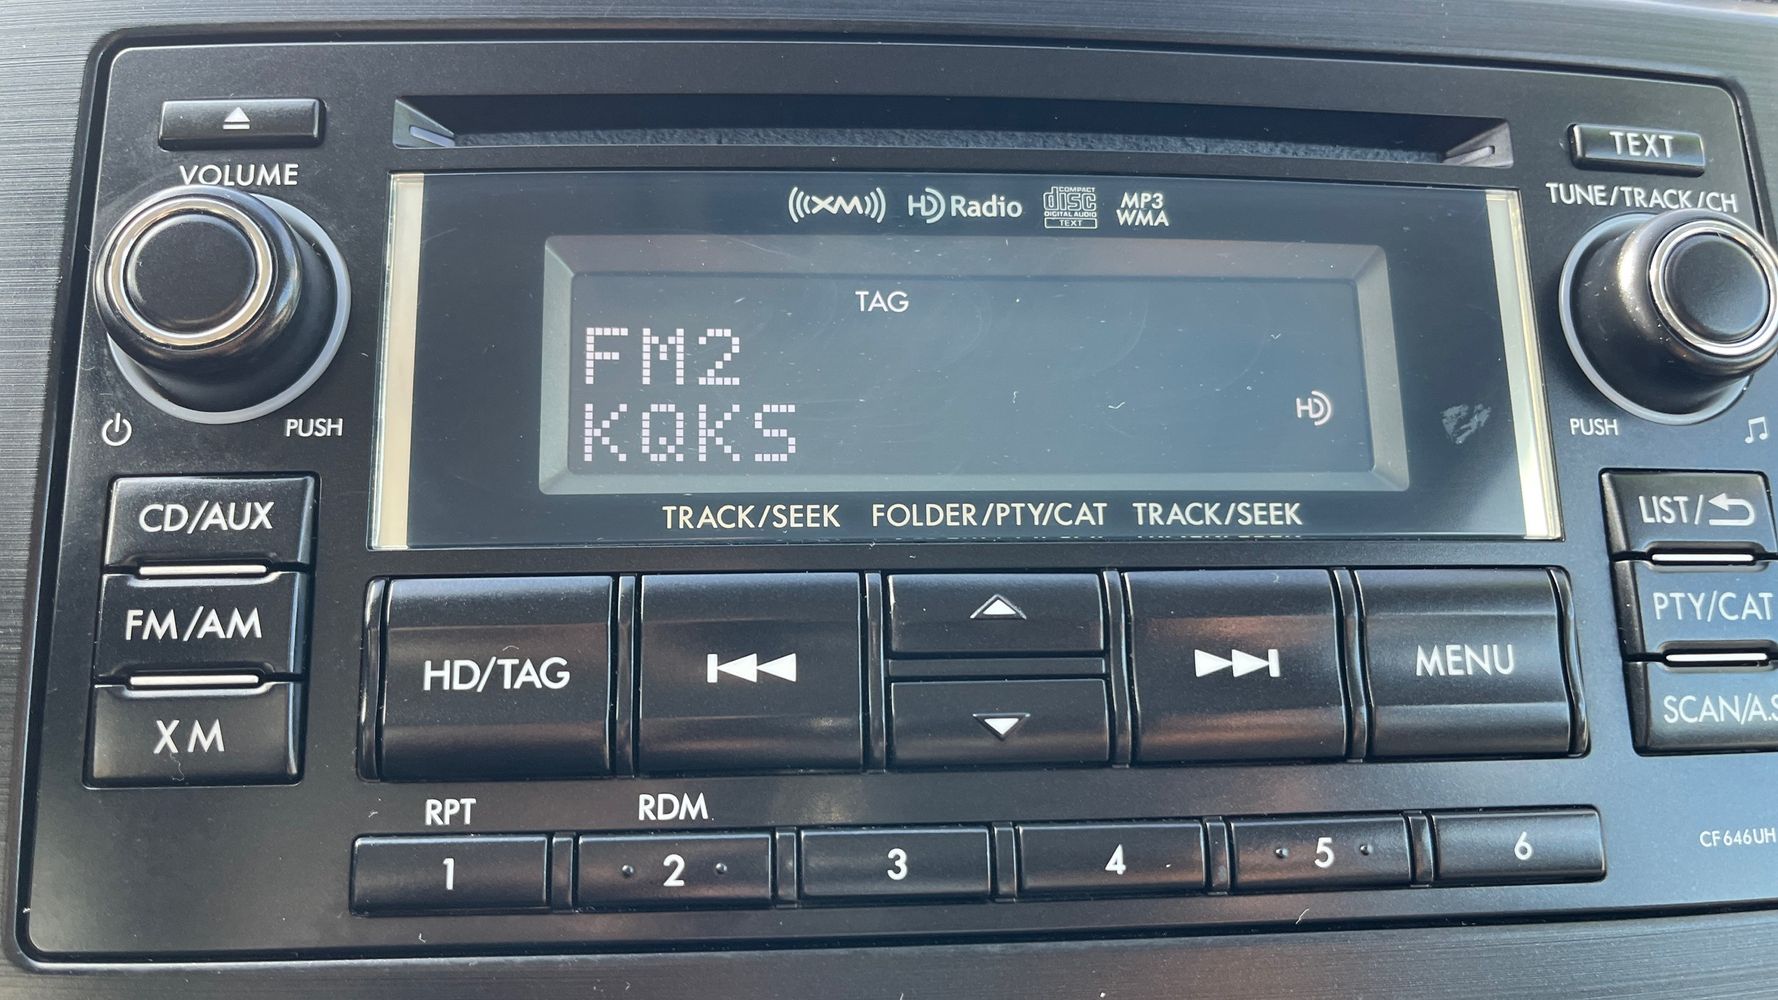 VOLUME
TEXT
TUNE/TRACK/CH
((XM))
HD Radio
COMPACT
disc
DIGITAL AUDIO
TEXT
MP3
WMA
TAG
FM2
KQKS
HD
PUSH
PUSH
TRACK/SEEK FOLDER/PTY/CAT TRACK/SEEK
CD/AUX
LIST/
FM/AM
PTY/CAT
XM
HD/TAG
MENU
SCAN/A.S
RPT
RDM
1 2 3 4 5 6
CF646UH